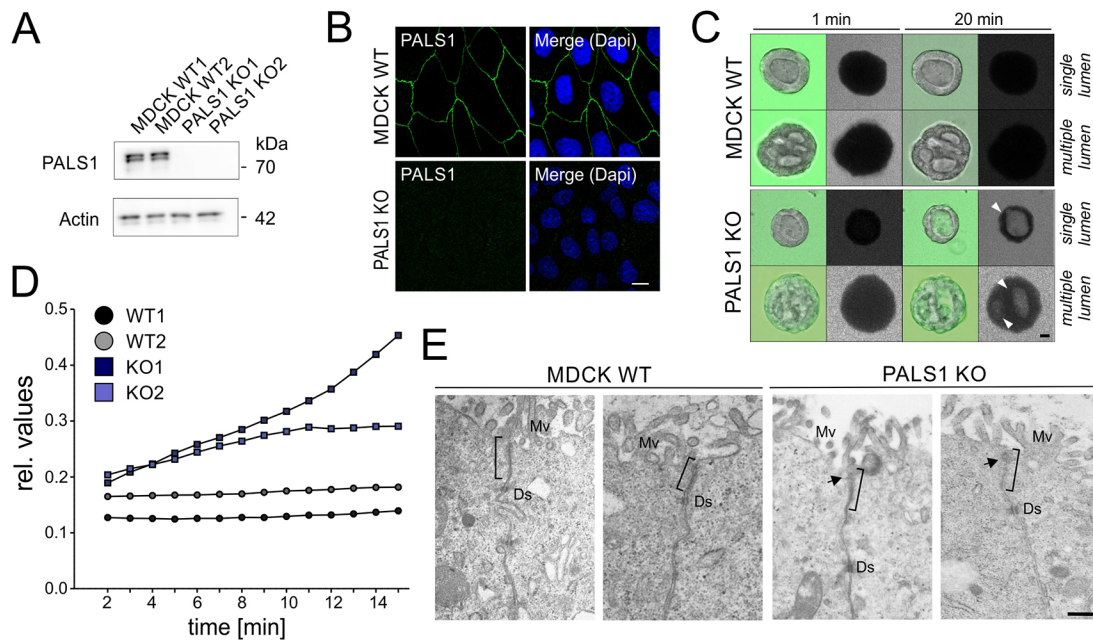 A
MDCK WT1
MDCK WT2
PALS1 KO1
PALS1 KO2
kDa
PALS1
- 70
Actin
- 42
B
MDCK WT
PALS1
Merge (Dapi)
PALS1 KO
PALS1
Merge (Dapi)
C
1 min
20 min
MDCK WT
single
lumen
multiple
lumen
PALS1 KO
single
lumen
multiple
lumen
D
0.5
0.4
0.3
0.2
0.1
0.0
rel. values
WT1
WT2
KO1
KO2
2 4 6 8 10 12 14
time [min]
E
MDCK WT
PALS1 KO
Mv
Ds
Mv
Ds
Mv
Ds
Mv
Ds